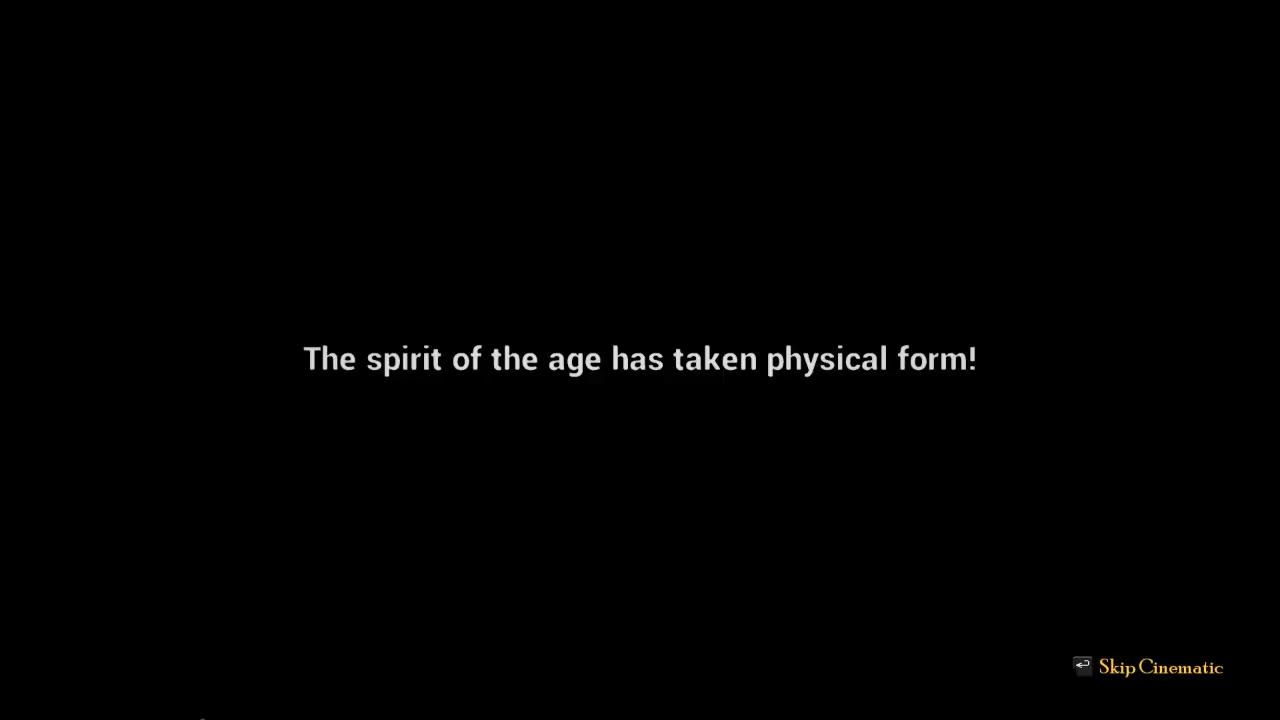 The spirit of the age has taken physical form!
Skip Cinematic